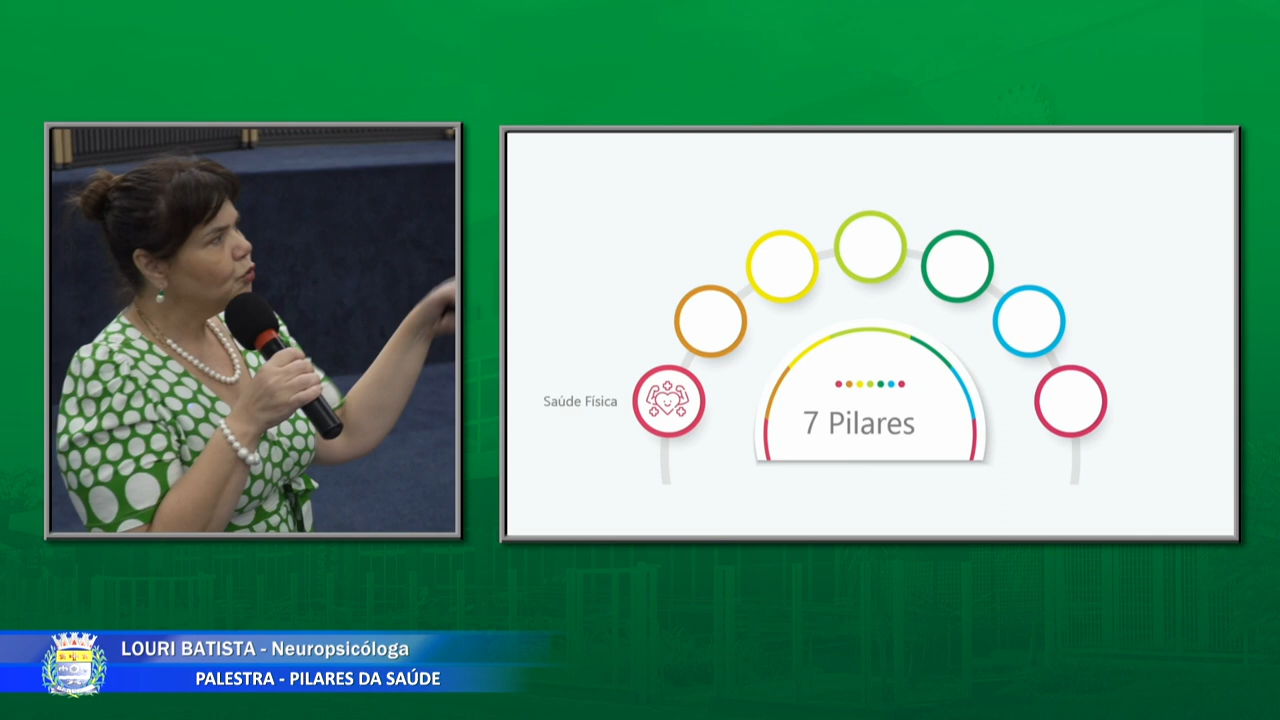 Saúde Física
7 Pilares
LOURI BATISTA - Neuropsicóloga
PALESTRA - PILARES DA SAÚDE